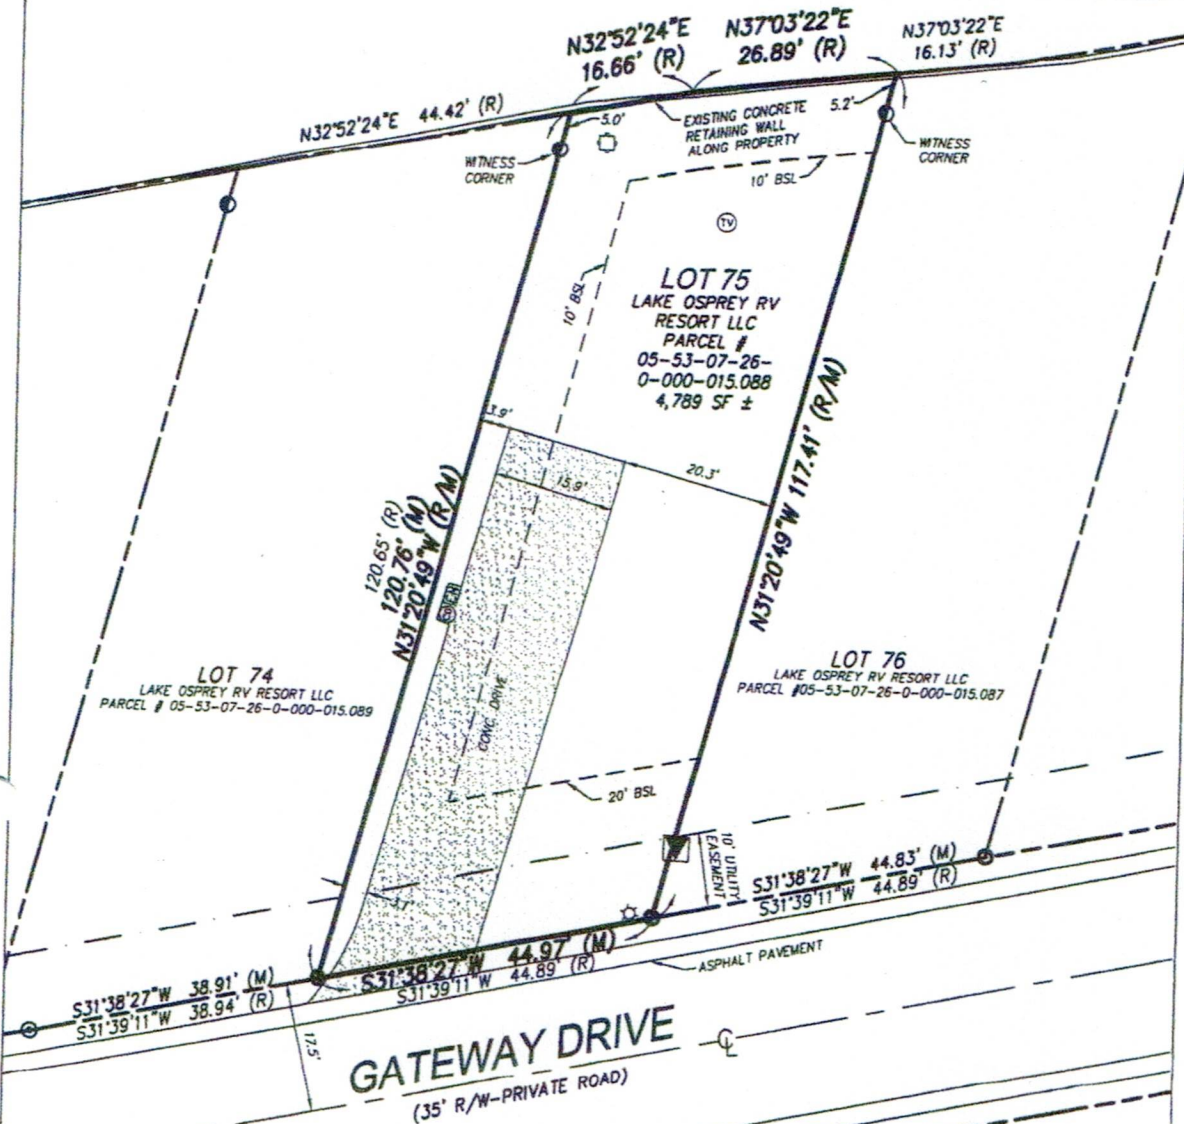 N32°52'24"E
16.66' (R)
N37°03'22"E
26.89' (R)
N37°03'22"E
16.13' (R)
N32°52'24"E 44.42' (R)
5.0'
EXISTING CONCRETE
RETAINING WALL
ALONG PROPERTY
5.2'
WITNESS
CORNER
WITNESS
CORNER
10' BSL
TV
10' BSL
LOT 75
LAKE OSPREY RV
RESORT LLC
PARCEL #
05-53-07-26-
0-000-015.088
4,789 SF ±
3.9'
20.3'
15.9'
N31°20'49"W 117.41' (R/M)
120.65' (R)
120.76' (M)
N31°20'49"W (R/M)
LOT 74
LAKE OSPREY RV RESORT LLC
PARCEL # 05-53-07-26-0-000-015.089
LOT 76
LAKE OSPREY RV RESORT LLC
PARCEL #05-53-07-26-0-000-015.087
CONC. DRIVE
20' BSL
10' UTILITY
EASEMENT
S31°38'27"W 44.83' (M)
S31°39'11"W 44.89' (R)
S31°38'27"W 44.97' (M)
S31°39'11"W 44.89' (R)
ASPHALT PAVEMENT
S31°38'27"W 38.91' (M)
S31°39'11"W 38.94' (R)
17.5'
GATEWAY DRIVE
CL
(35' R/W-PRIVATE ROAD)